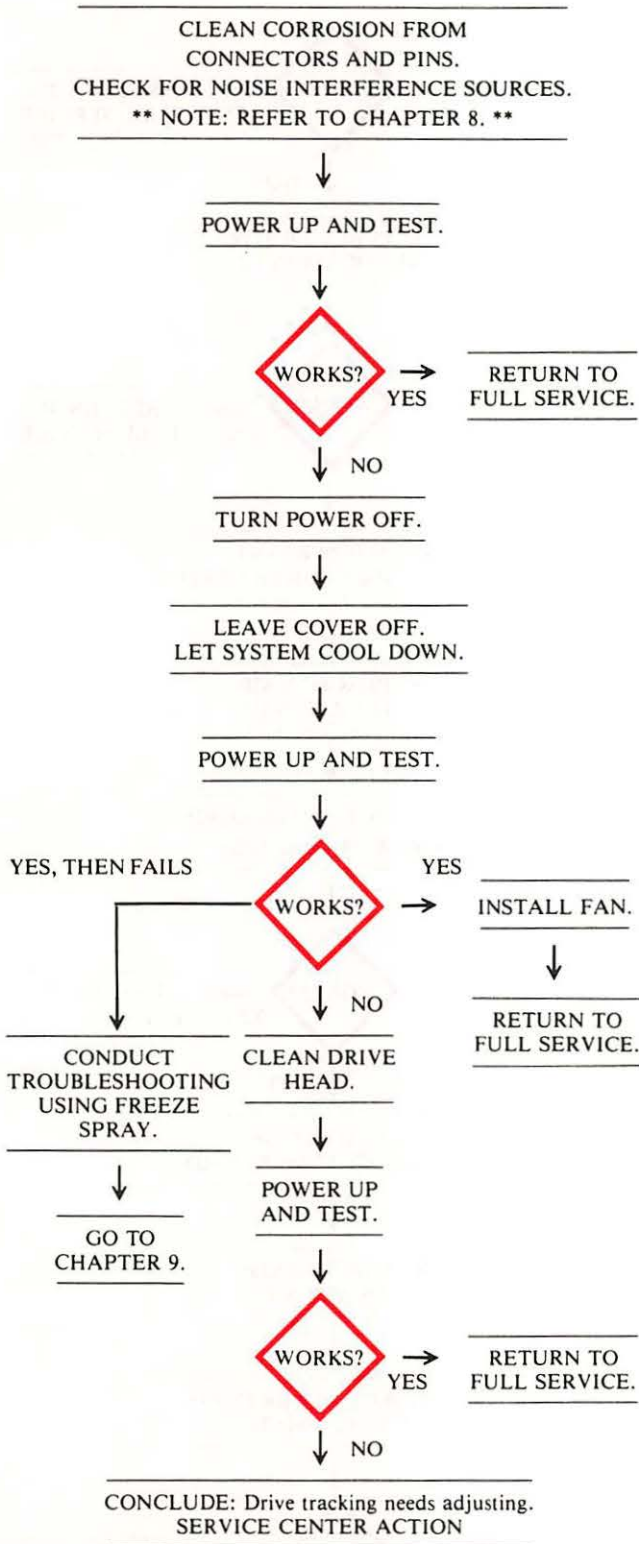 CLEAN CORROSION FROM
CONNECTORS AND PINS.
CHECK FOR NOISE INTERFERENCE SOURCES.
** NOTE: REFER TO CHAPTER 8. **
POWER UP AND TEST.
WORKS?
YES
RETURN TO
FULL SERVICE.
NO
TURN POWER OFF.
LEAVE COVER OFF.
LET SYSTEM COOL DOWN.
POWER UP AND TEST.
YES, THEN FAILS
WORKS?
YES
INSTALL FAN.
RETURN TO
FULL SERVICE.
NO
CONDUCT
TROUBLESHOOTING
USING FREEZE
SPRAY.
GO TO
CHAPTER 9.
CLEAN DRIVE
HEAD.
POWER UP
AND TEST.
WORKS?
YES
RETURN TO
FULL SERVICE.
NO
CONCLUDE: Drive tracking needs adjusting.
SERVICE CENTER ACTION